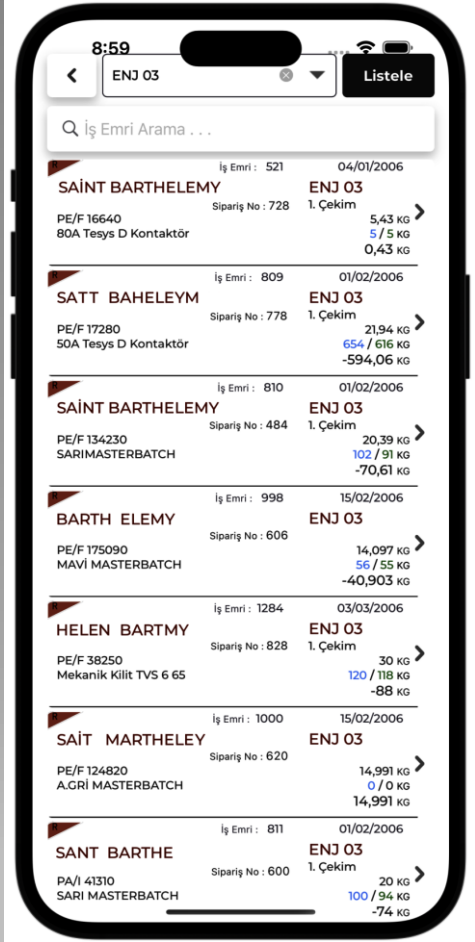 8:59
ENJ 03
Listele
İş Emri Arama . . .
R
İş Emri : 521 04/01/2006
SAİNT BARTHELEMY ENJ 03
Sipariş No : 728 1. Çekim
PE/F 16640 5,43 KG
80A Tesys D Kontaktör 5 / 5 KG
0,43 KG
R
İş Emri : 809 01/02/2006
SATT BAHELEYM ENJ 03
Sipariş No : 778 1. Çekim
PE/F 17280 21,94 KG
50A Tesys D Kontaktör 654 / 616 KG
-594,06 KG
R
İş Emri : 810 01/02/2006
SAİNT BARTHELEMY ENJ 03
Sipariş No : 484 1. Çekim
PE/F 134230 20,39 KG
SARIMASTERBATCH 102 / 91 KG
-70,61 KG
R
İş Emri : 998 15/02/2006
BARTH ELEMY ENJ 03
Sipariş No : 606
PE/F 175090 14,097 KG
MAVİ MASTERBATCH 56 / 55 KG
-40,903 KG
R
İş Emri : 1284 03/03/2006
HELEN BARTMY ENJ 03
Sipariş No : 828 1. Çekim
PE/F 38250 30 KG
Mekanik Kilit TVS 6 65 120 / 118 KG
-88 KG
R
İş Emri : 1000 15/02/2006
SAİT MARTHELEY ENJ 03
Sipariş No : 620
PE/F 124820 14,991 KG
A.GRİ MASTERBATCH 0 / 0 KG
14,991 KG
R
İş Emri : 811 01/02/2006
SANT BARTHE ENJ 03
Sipariş No : 600 1. Çekim
PA/I 41310 20 KG
SARI MASTERBATCH 100 / 94 KG
-74 KG